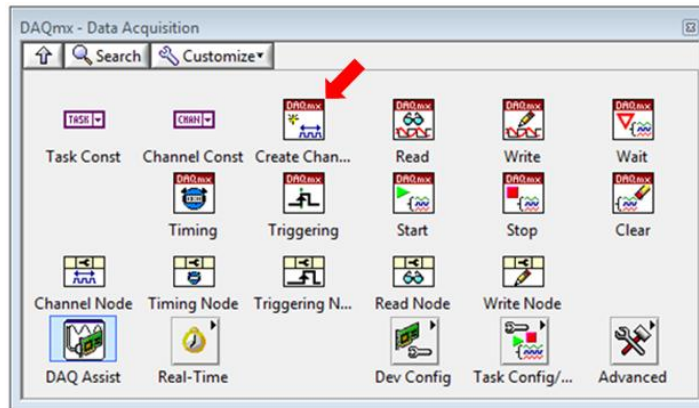 DAQmx - Data Acquisition
Search Customize
TASK CHAN DAQmx DAQmx DAQmx DAQmx
Task Const Channel Const Create Chan... Read Write Wait
DAQmx DAQmx DAQmx DAQmx DAQmx
Timing Triggering Start Stop Clear
Channel Node Timing Node Triggering N... Read Node Write Node
DAQ Assist Real-Time Dev Config Task Config/... Advanced